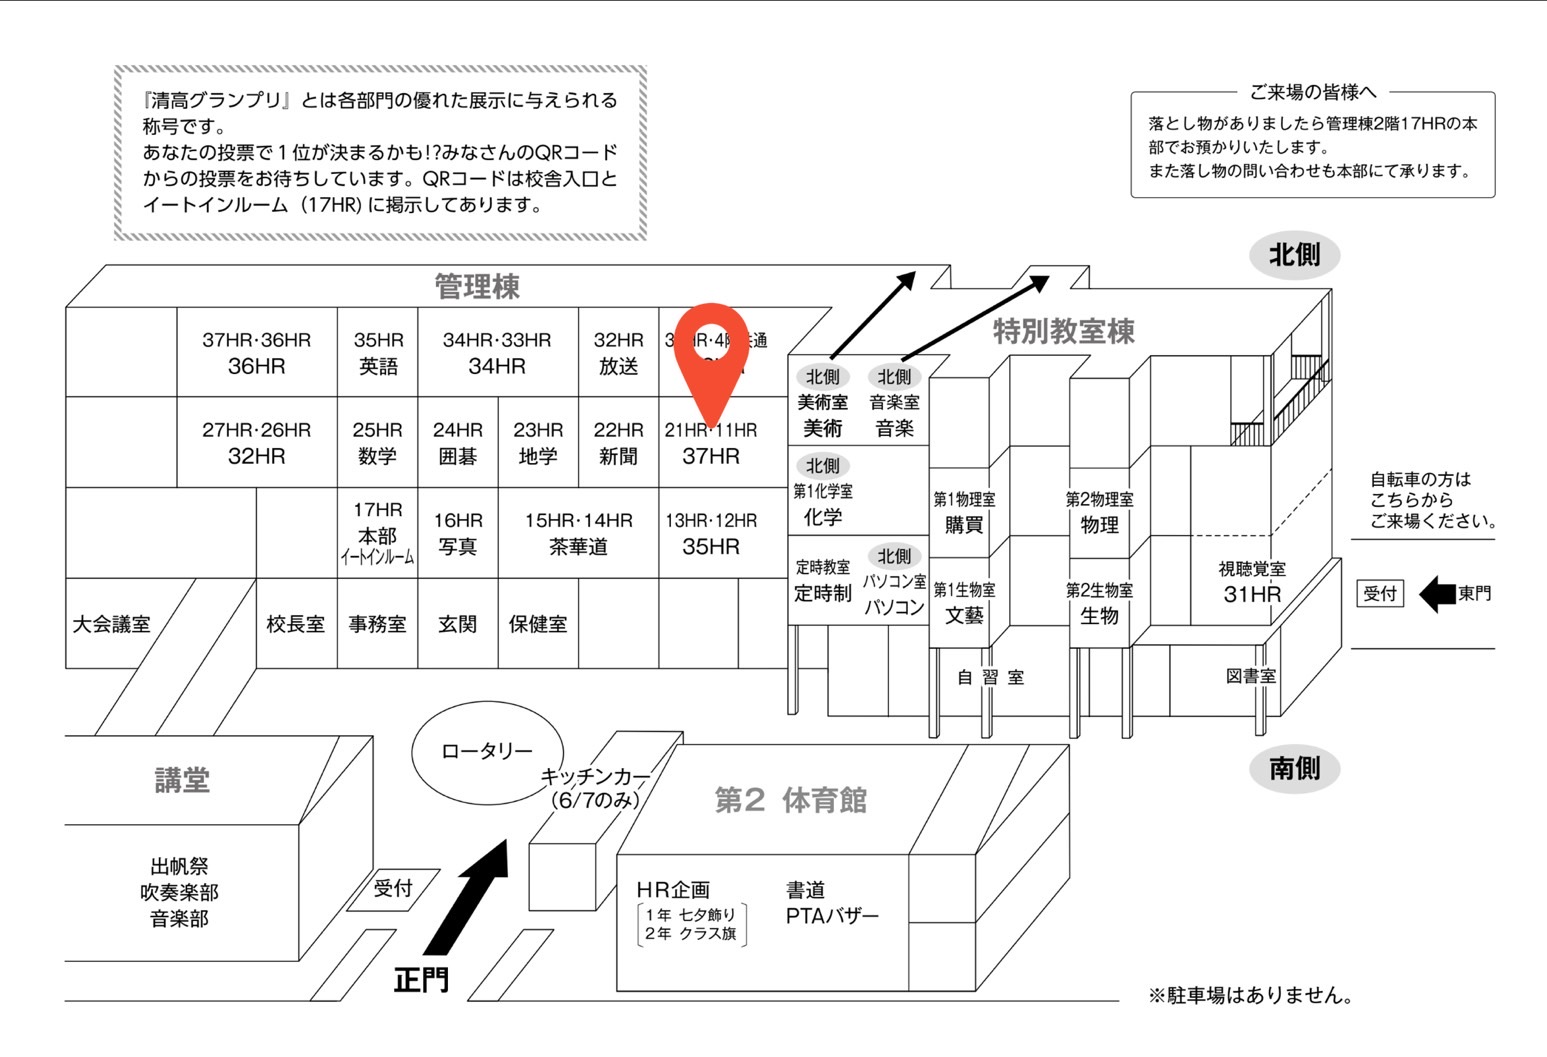 『清高グランプリ』とは各部門の優れた展示に与えられる
称号です。
あなたの投票で1位が決まるかも!?みなさんのQRコード
からの投票をお待ちしています。QRコードは校舎入口と
イートインルーム（17HR)に掲示してあります。
ご来場の皆様へ
落とし物がありましたら管理棟2階17HRの本
部でお預かりいたします。
また落し物の問い合わせも本部にて承ります。
北側
管理棟
特別教室棟
37HR·36HR
36HR
35HR
英語
34HR·33HR
34HR
32HR
放送
27HR·26HR
32HR
25HR
数学
24HR
囲碁
23HR
地学
22HR
新聞
21HR·11HR
37HR
17HR
本部
イートインルーム
16HR
写真
15HR·14HR
茶華道
13HR·12HR
35HR
大会議室
校長室
事務室
玄関
保健室
北側
美術室
美術
北側
音楽室
音楽
北側
第1化学室
化学
定時教室
定時制
北側
パソコン室
パソコン
第1物理室
購買
第2物理室
物理
第1生物室
文藝
第2生物室
生物
視聴覚室
31HR
自習室
図書室
自転車の方は
こちらから
ご来場ください。
受付
東門
南側
ロータリー
キッチンカー
(6/7のみ)
講堂
出帆祭
吹奏楽部
音楽部
受付
正門
第2 体育館
HR企画
1年 七夕飾り
2年 クラス旗
書道
PTAバザー
※駐車場はありません。